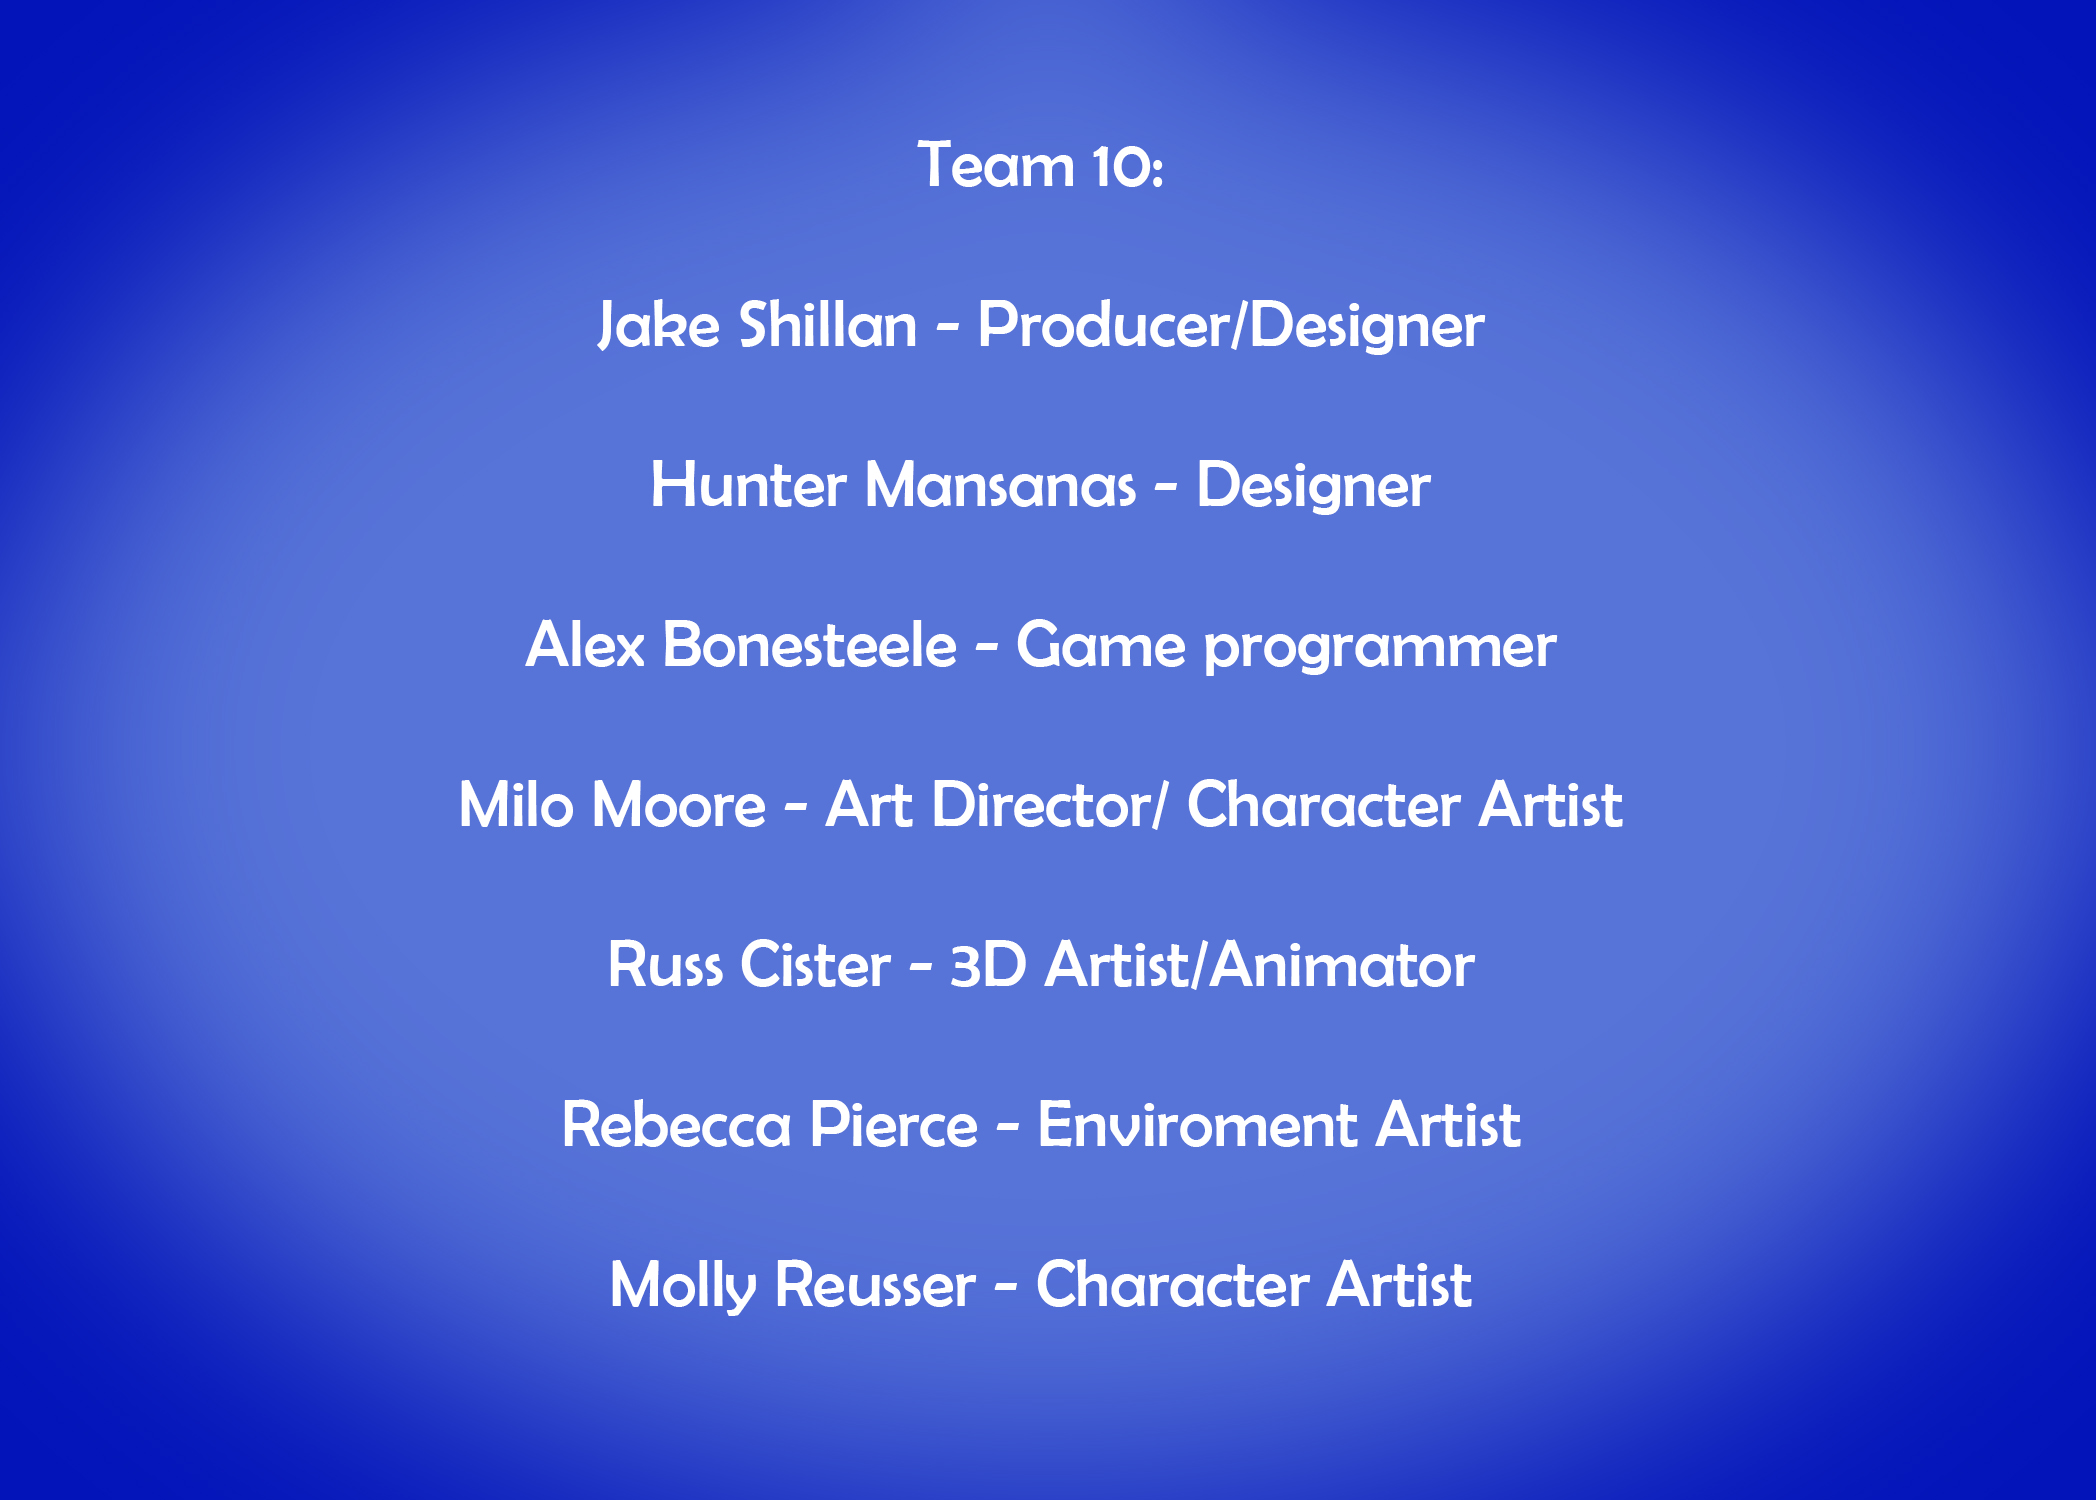 Team 10:
Jake Shillan - Producer/Designer
Hunter Mansanas - Designer
Alex Bonesteele - Game programmer
Milo Moore - Art Director/ Character Artist
Russ Cister - 3D Artist/Animator
Rebecca Pierce - Enviroment Artist
Molly Reusser - Character Artist